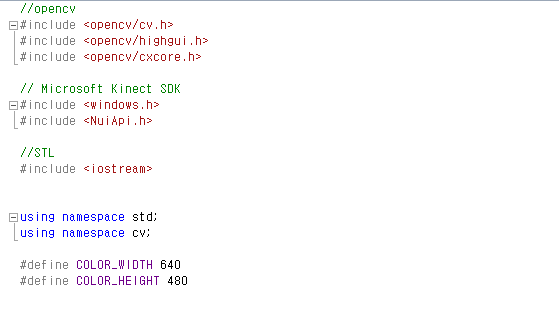 //opencv
#include <opencv/cv.h>
#include <opencv/highgui.h>
#include <opencv/cxcore.h>
// Microsoft Kinect SDK
#include <windows.h>
#include <NuiApi.h>
//STL
#include <iostream>
using namespace std;
using namespace cv;
#define COLOR_WIDTH 640
#define COLOR_HEIGHT 480